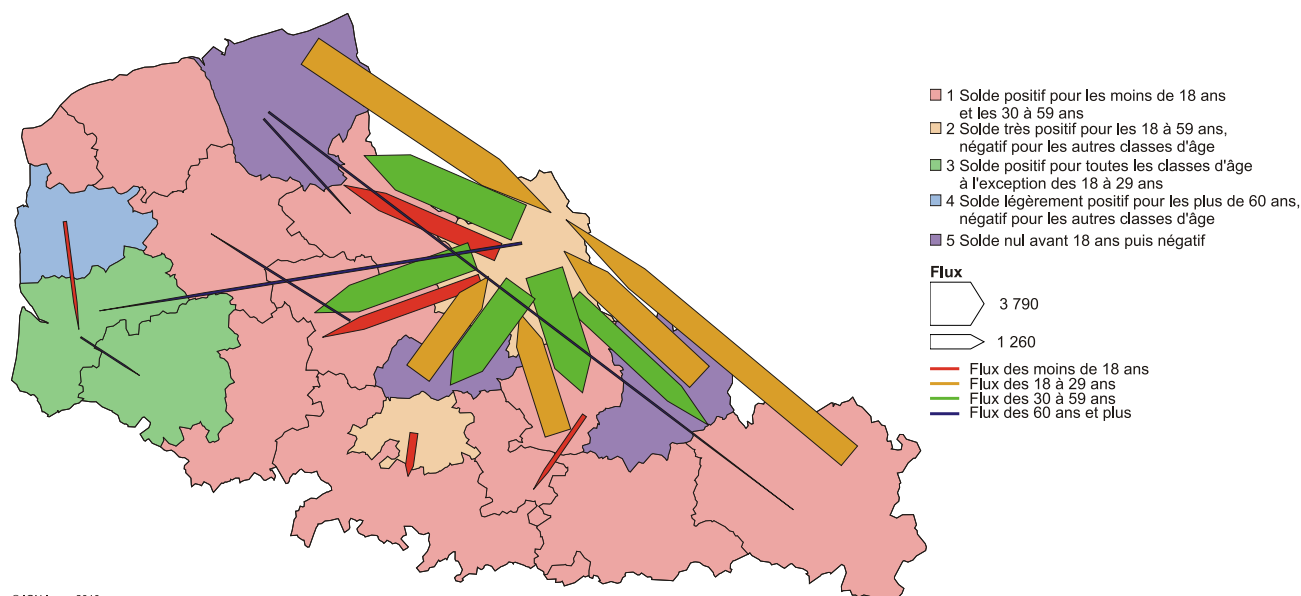 1 Solde positif pour les moins de 18 ans
et les 30 à 59 ans
2 Solde très positif pour les 18 à 59 ans,
négatif pour les autres classes d'âge
3 Solde positif pour toutes les classes d'âge
à l'exception des 18 à 29 ans
4 Solde légèrement positif pour les plus de 60 ans,
négatif pour les autres classes d'âge
5 Solde nul avant 18 ans puis négatif
Flux
3 790
1 260
Flux des moins de 18 ans
Flux des 18 à 29 ans
Flux des 30 à 59 ans
Flux des 60 ans et plus